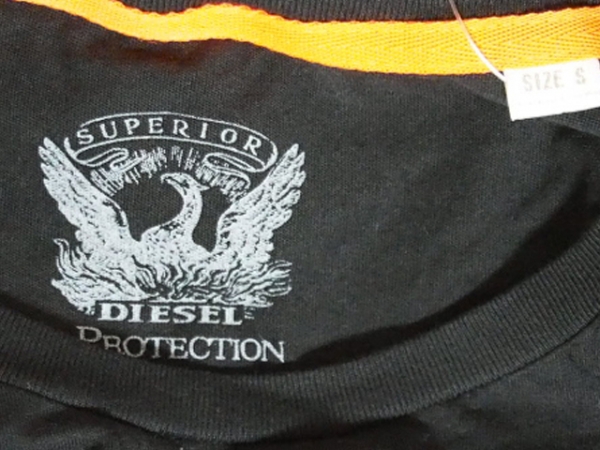 SUPERIOR
DIESEL
PROTECTION
SIZE S